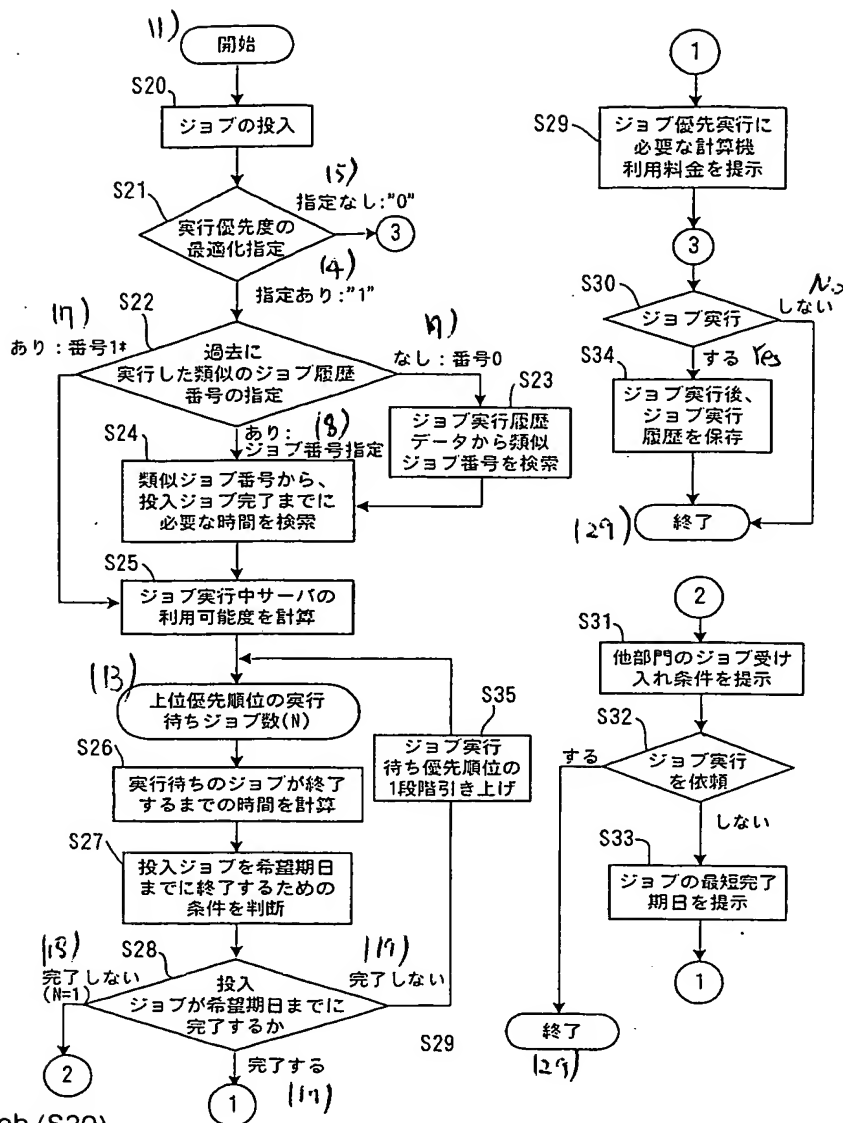 11)
開始
S20
ジョブの投入
15)
S21
指定なし:"0"
実行優先度の
最適化指定
3
14)
指定あり:"1"
S22
17)
あり：番号1*
過去に
実行した類似のジョブ履歴
番号の指定
17)
なし：番号0
S23
ジョブ実行履歴
データから類似
ジョブ番号を検索
S24
あり：
18)
ジョブ番号指定
類似ジョブ番号から、
投入ジョブ完了までに
必要な時間を検索
S25
ジョブ実行中サーバの
利用可能度を計算
(13)
上位優先順位の実行
待ちジョブ数(N)
S35
ジョブ実行
待ち優先順位の
1段階引き上げ
S26
実行待ちのジョブが終了
するまでの時間を計算
S27
投入ジョブを希望期日
までに終了するための
条件を判断
S28
118)
完了しない
(N=1)
投入
ジョブが希望期日までに
完了するか
119)
完了しない
S29
2
完了する
1
117)
ob (S20)
1
S29
ジョブ優先実行に
必要な計算機
利用料金を提示
3
S30
ジョブ実行
No
しない
する
Yes
S34
ジョブ実行後、
ジョブ実行
履歴を保存
終了
129)
2
S31
他部門のジョブ受け
入れ条件を提示
S32
ジョブ実行
を依頼
する
しない
S33
ジョブの最短完了
期日を提示
1
終了
129)